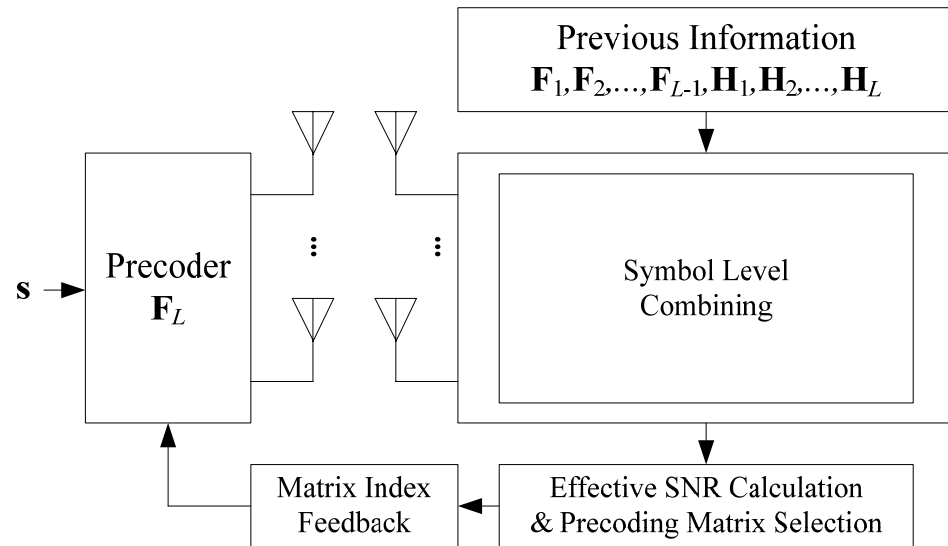 Previous Information
F1,F2,...,FL-1,H1,H2,...,HL
s
Precoder
FL
Symbol Level
Combining
Matrix Index
Feedback
Effective SNR Calculation
& Precoding Matrix Selection